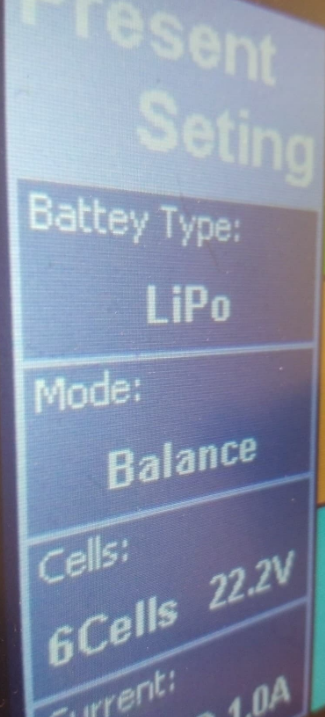 Present
Seting
Battey Type:
LiPo
Mode:
Balance
Cells:
6Cells 22.2V
Current:
1.0A